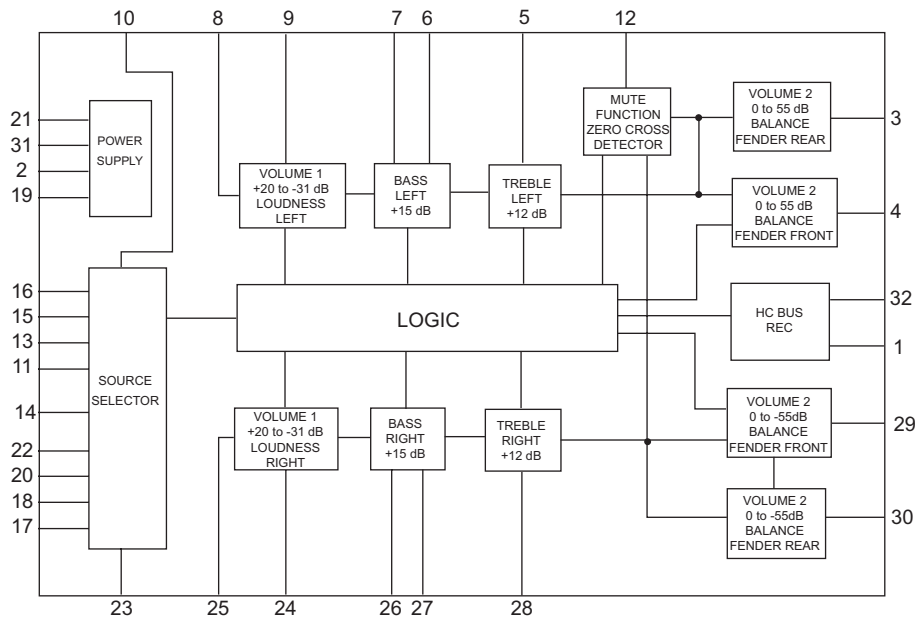 10
8
9
7
6
5
12
21
31
2
19
POWER
SUPPLY
VOLUME 1
+20 to -31 dB
LOUDNESS
LEFT
BASS
LEFT
+15 dB
TREBLE
LEFT
+12 dB
MUTE
FUNCTION
ZERO CROSS
DETECTOR
VOLUME 2
0 to 55 dB
BALANCE
FENDER REAR
3
VOLUME 2
0 to 55 dB
BALANCE
FENDER FRONT
4
16
15
13
11
14
22
20
18
17
SOURCE
SELECTOR
LOGIC
HC BUS
REC
32
1
VOLUME 1
+20 to -31 dB
LOUDNESS
RIGHT
BASS
RIGHT
+15 dB
TREBLE
RIGHT
+12 dB
VOLUME 2
0 to -55dB
BALANCE
FENDER FRONT
29
VOLUME 2
0 to -55dB
BALANCE
FENDER REAR
30
23
25
24
26
27
28